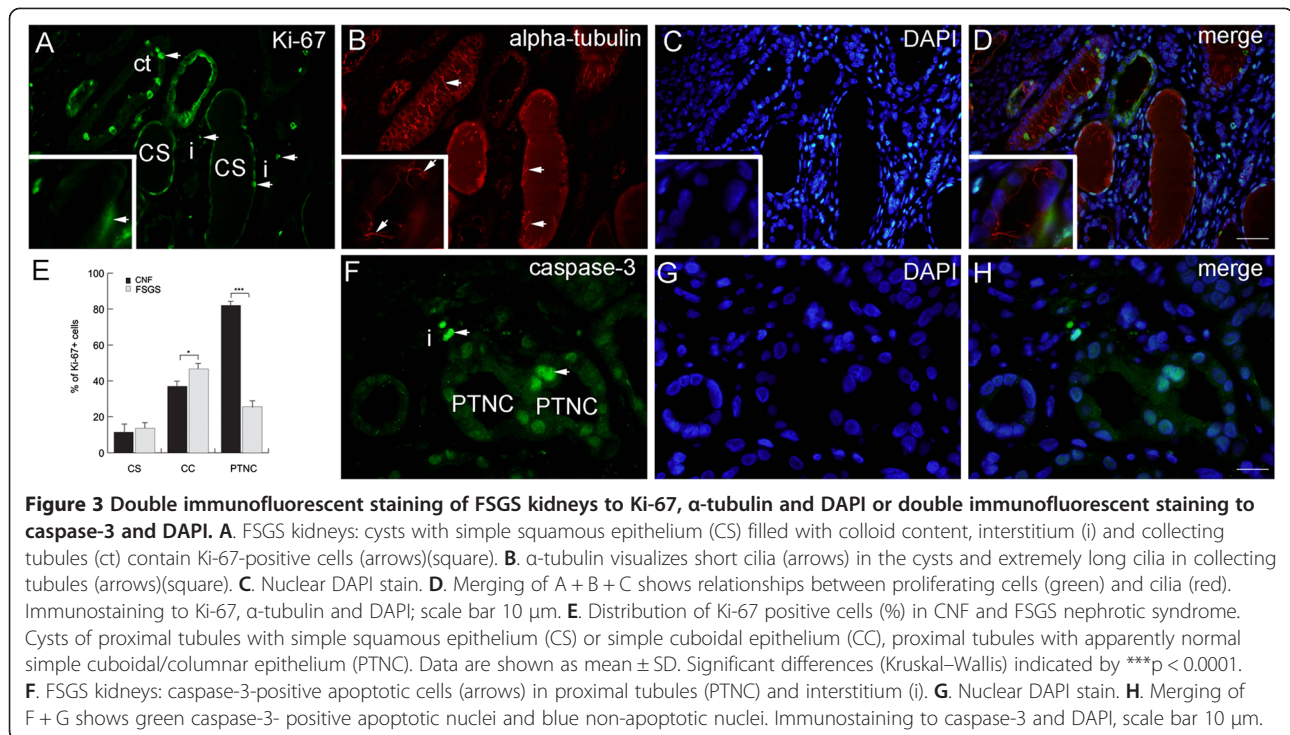 A
Ki-67
ct
CS
i
CS
i
B
alpha-tubulin
C
DAPI
D
merge
E
100
80
60
40
20
0
% of Ki-67+ cells
CNF
FSGS
*
***
CS
CC
PTNC
F
caspase-3
i
PTNC
PTNC
G
DAPI
H
merge
Figure 3 Double immunofluorescent staining of FSGS kidneys to Ki-67, α-tubulin and DAPI or double immunofluorescent staining to
caspase-3 and DAPI. A. FSGS kidneys: cysts with simple squamous epithelium (CS) filled with colloid content, interstitium (i) and collecting
tubules (ct) contain Ki-67-positive cells (arrows)(square). B. α-tubulin visualizes short cilia (arrows) in the cysts and extremely long cilia in collecting
tubules (arrows)(square). C. Nuclear DAPI stain. D. Merging of A + B + C shows relationships between proliferating cells (green) and cilia (red).
Immunostaining to Ki-67, α-tubulin and DAPI; scale bar 10 μm. E. Distribution of Ki-67 positive cells (%) in CNF and FSGS nephrotic syndrome.
Cysts of proximal tubules with simple squamous epithelium (CS) or simple cuboidal epithelium (CC), proximal tubules with apparently normal
simple cuboidal/columnar epithelium (PTNC). Data are shown as mean ± SD. Significant differences (Kruskal–Wallis) indicated by ***p < 0.0001.
F. FSGS kidneys: caspase-3-positive apoptotic cells (arrows) in proximal tubules (PTNC) and interstitium (i). G. Nuclear DAPI stain. H. Merging of
F + G shows green caspase-3- positive apoptotic nuclei and blue non-apoptotic nuclei. Immunostaining to caspase-3 and DAPI, scale bar 10 μm.